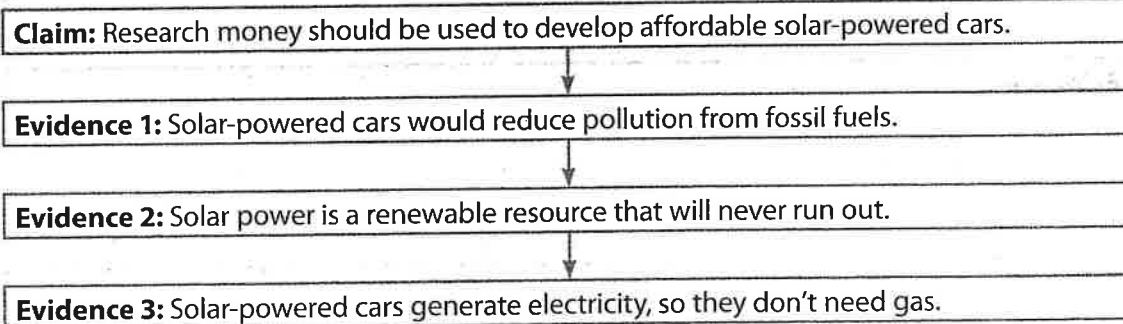 Claim: Research money should be used to develop affordable solar-powered cars.
Evidence 1: Solar-powered cars would reduce pollution from fossil fuels.
Evidence 2: Solar power is a renewable resource that will never run out.
Evidence 3: Solar-powered cars generate electricity, so they don't need gas.